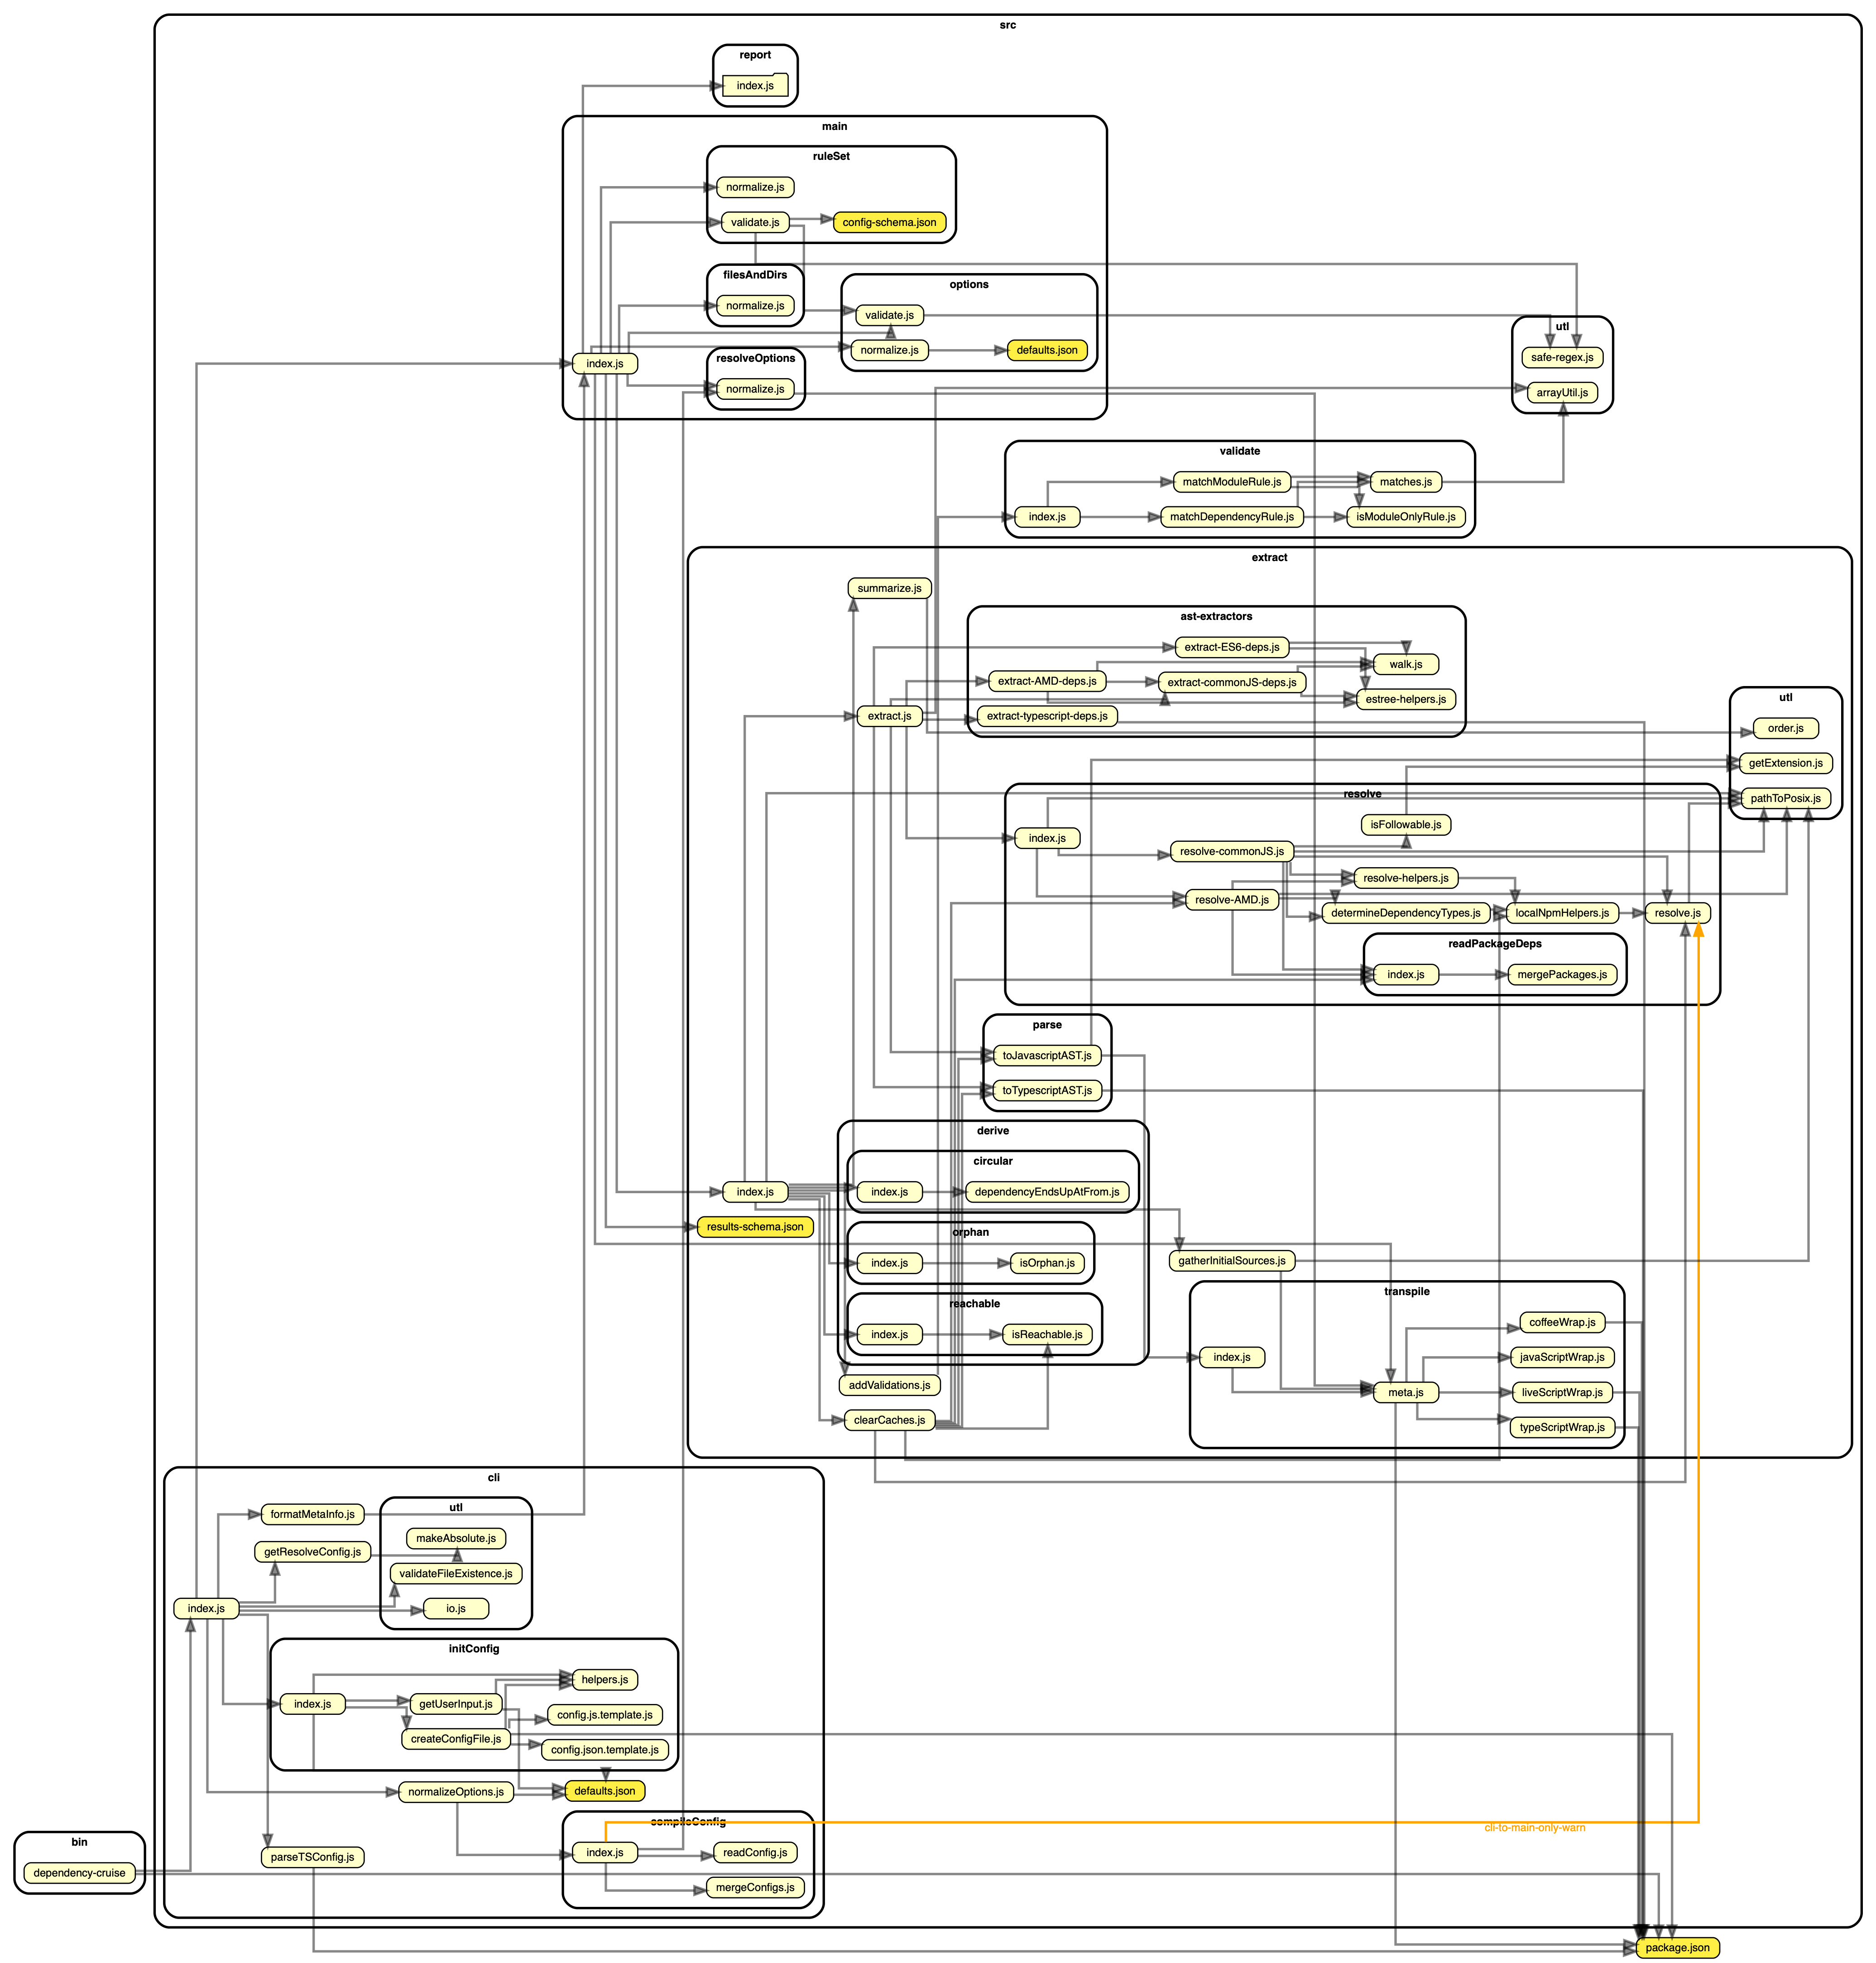 src
report
index.js
main
ruleSet
normalize.js
validate.js
config-schema.json
filesAndDirs
normalize.js
options
validate.js
normalize.js
defaults.json
index.js
resolveOptions
normalize.js
utl
safe-regex.js
arrayUtil.js
validate
matchModuleRule.js
matches.js
index.js
matchDependencyRule.js
isModuleOnlyRule.js
extract
summarize.js
ast-extractors
extract-ES6-deps.js
walk.js
extract-AMD-deps.js
extract-commonJS-deps.js
estree-helpers.js
extract.js
extract-typescript-deps.js
utl
order.js
getExtension.js
pathToPosix.js
resolve
isFollowable.js
index.js
resolve-commonJS.js
resolve-helpers.js
resolve-AMD.js
determineDependencyTypes.js
localNpmHelpers.js
resolve.js
readPackageDeps
index.js
mergePackages.js
parse
toJavascriptAST.js
toTypescriptAST.js
derive
circular
index.js
index.js
dependencyEndsUpAtFrom.js
results-schema.json
orphan
index.js
isOrphan.js
gatherInitialSources.js
reachable
index.js
isReachable.js
transpile
coffeeWrap.js
index.js
javaScriptWrap.js
meta.js
liveScriptWrap.js
typeScriptWrap.js
addValidations.js
clearCaches.js
cli
formatMetaInfo.js
utl
makeAbsolute.js
getResolveConfig.js
validateFileExistence.js
index.js
io.js
initConfig
helpers.js
index.js
getUserInput.js
config.js.template.js
createConfigFile.js
config.json.template.js
normalizeOptions.js
defaults.json
compileConfig
cli-to-main-only-warn
index.js
readConfig.js
mergeConfigs.js
parseTSConfig.js
bin
dependency-cruise
package.json